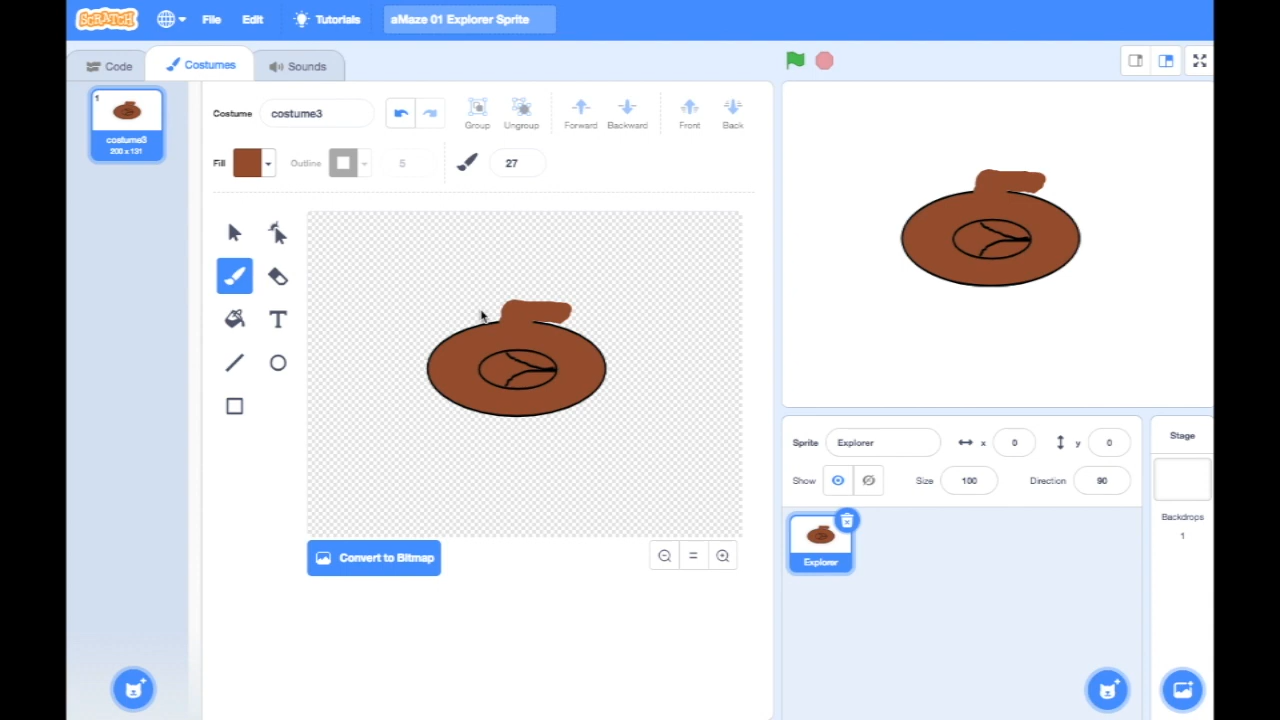 SCRATCH File Edit Tutorials aMaze 01 Explorer Sprite
Code Costumes Sounds
1
costume3
200 x 131
Costume costume3 Group Ungroup Forward Backward Front Back
Fill Outline 5 27
Convert to Bitmap
Sprite Explorer x 0 y 0
Show Size 100 Direction 90
Explorer
Stage
Backdrops
1